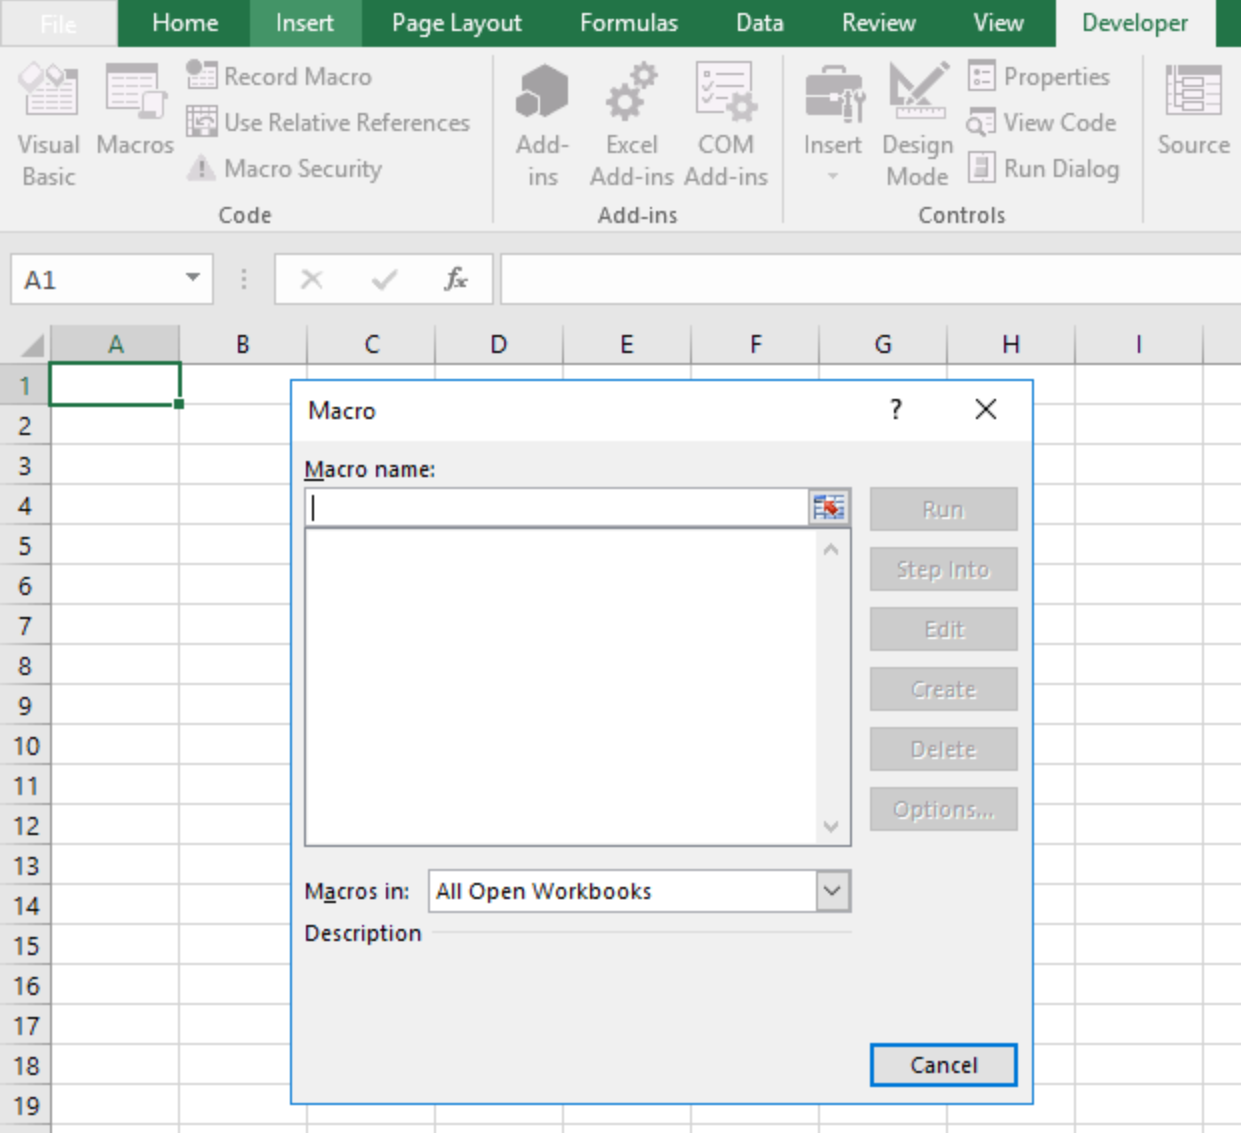 File Home Insert Page Layout Formulas Data Review View Developer
Visual Basic
Macros
Record Macro
Use Relative References
Macro Security
Code
Add-ins
Excel Add-ins
COM Add-ins
Add-ins
Insert
Design Mode
Properties
View Code
Run Dialog
Controls
Source
A1 fx
A B C D E F G H I
1
2
3
4
5
6
7
8
9
10
11
12
13
14
15
16
17
18
19
Macro ?
Macro name:
Run
Step Into
Edit
Create
Delete
Options...
Macros in: All Open Workbooks
Description
Cancel